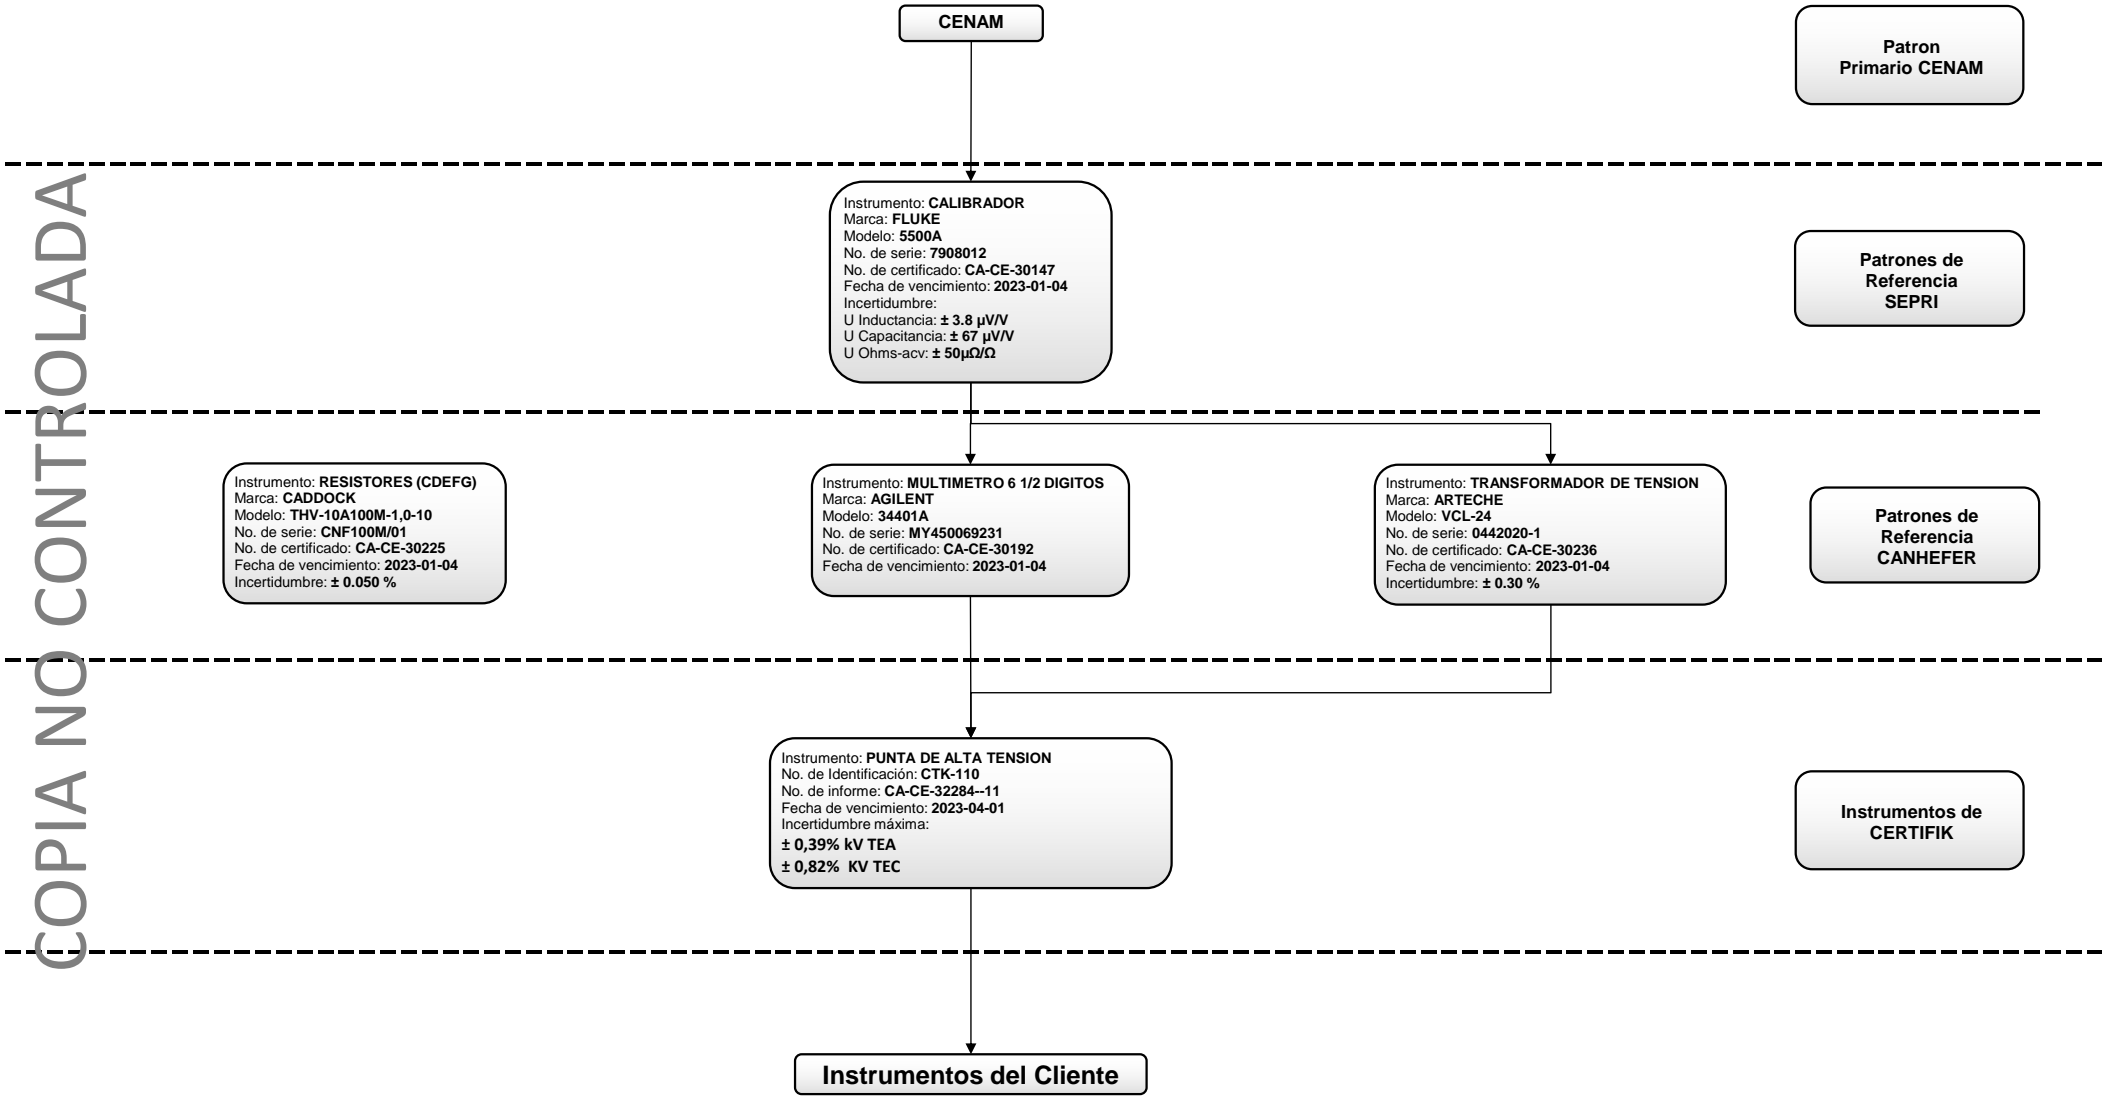 CENAM
Patron
Primario CENAM
COPIA NO CONTROLADA
Instrumento: CALIBRADOR
Marca: FLUKE
Modelo: 5500A
No. de serie: 7908012
No. de certificado: CA-CE-30147
Fecha de vencimiento: 2023-01-04
Incertidumbre:
U Inductancia: ± 3.8 µV/V
U Capacitancia: ± 67 µV/V
U Ohms-acv: ± 50µΩ/Ω
Patrones de
Referencia
SEPRI
Instrumento: RESISTORES (CDEFG)
Marca: CADDOCK
Modelo: THV-10A100M-1,0-10
No. de serie: CNF100M/01
No. de certificado: CA-CE-30225
Fecha de vencimiento: 2023-01-04
Incertidumbre: ± 0.050 %
Instrumento: MULTIMETRO 6 1/2 DIGITOS
Marca: AGILENT
Modelo: 34401A
No. de serie: MY450069231
No. de certificado: CA-CE-30192
Fecha de vencimiento: 2023-01-04
Instrumento: TRANSFORMADOR DE TENSION
Marca: ARTECHE
Modelo: VCL-24
No. de serie: 0442020-1
No. de certificado: CA-CE-30236
Fecha de vencimiento: 2023-01-04
Incertidumbre: ± 0.30 %
Patrones de
Referencia
CANHEFER
Instrumento: PUNTA DE ALTA TENSION
No. de Identificación: CTK-110
No. de informe: CA-CE-32284--11
Fecha de vencimiento: 2023-04-01
Incertidumbre máxima:
± 0,39% kV TEA
± 0,82%  KV TEC
Instrumentos de
CERTIFIK
Instrumentos del Cliente